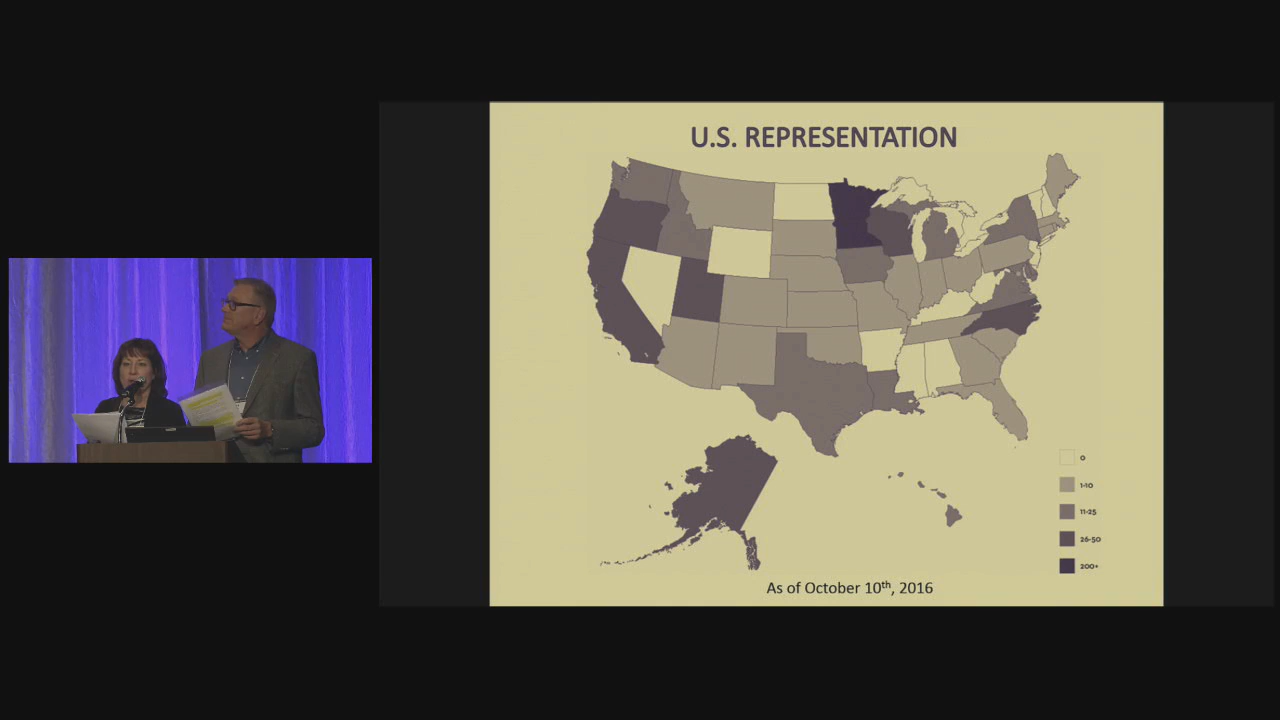 U.S. REPRESENTATION
0
1-10
11-25
26-50
200+
As of October 10th, 2016